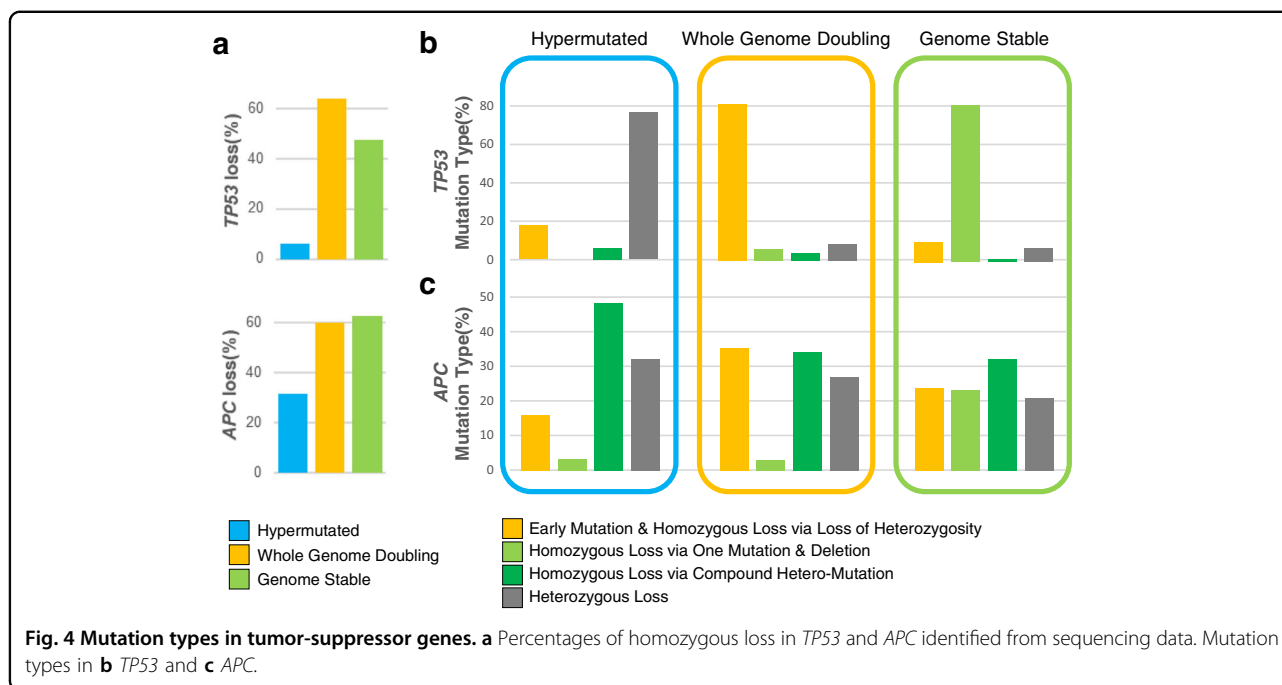 a
b
Hypermutated
Whole Genome Doubling
Genome Stable
TP53 loss(%)
60
40
20
0
TP53
Mutation Type(%)
80
60
40
20
0
APC loss(%)
60
40
20
0
c
APC
Mutation Type(%)
50
40
30
20
10
0
Hypermutated
Whole Genome Doubling
Genome Stable
Early Mutation & Homozygous Loss via Loss of Heterozygosity
Homozygous Loss via One Mutation & Deletion
Homozygous Loss via Compound Hetero-Mutation
Heterozygous Loss
Fig. 4 Mutation types in tumor-suppressor genes. a Percentages of homozygous loss in TP53 and APC identified from sequencing data. Mutation
types in b TP53 and c APC.